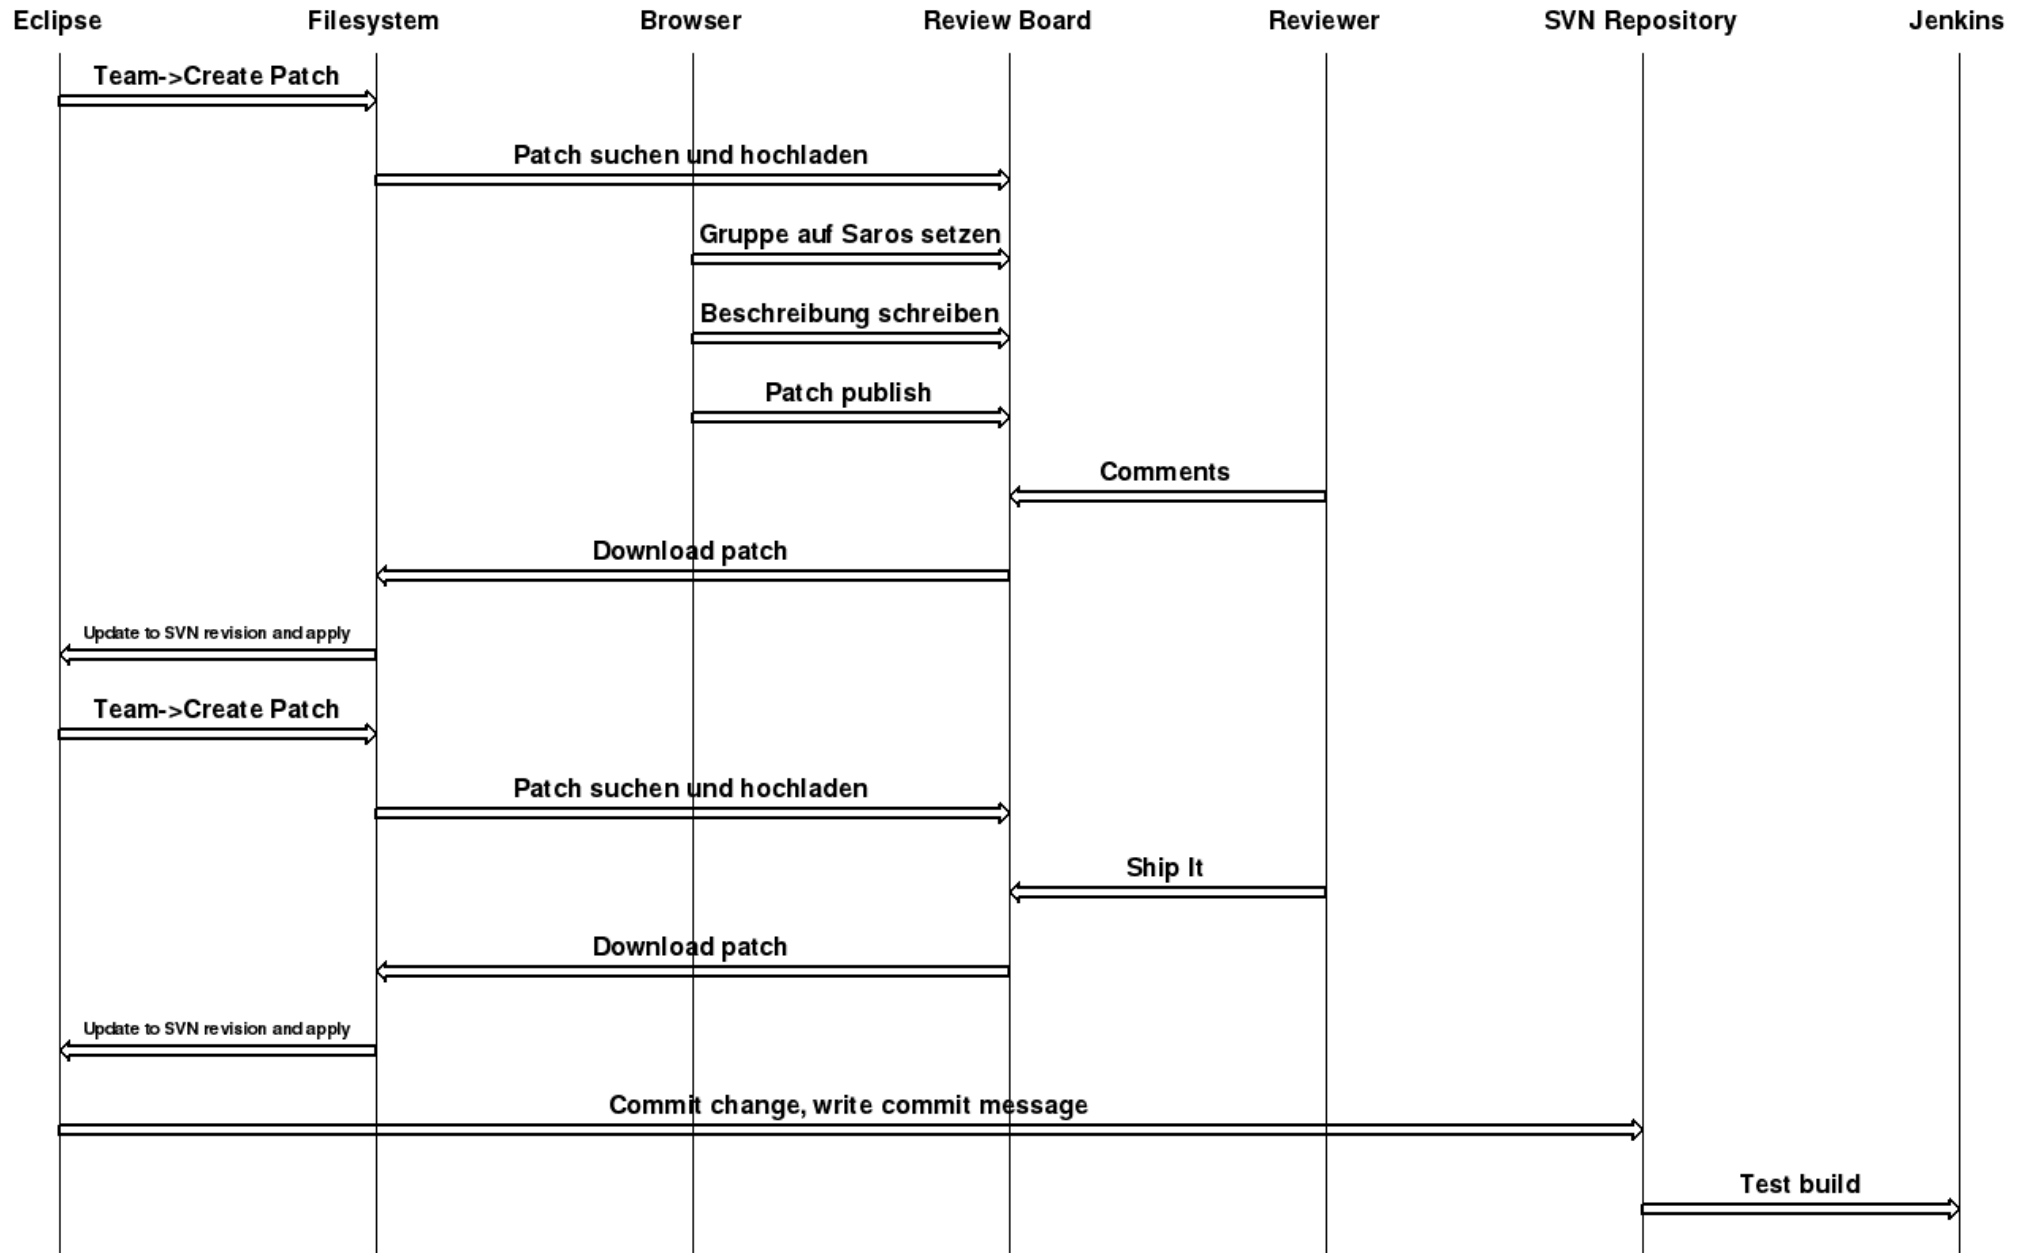 Eclipse Filesystem Browser Review Board Reviewer SVN Repository Jenkins
Team->Create Patch
Patch suchen und hochladen
Gruppe auf Saros setzen
Beschreibung schreiben
Patch publish
Comments
Download patch
Update to SVN revision and apply
Team->Create Patch
Patch suchen und hochladen
Ship It
Download patch
Update to SVN revision and apply
Commit change, write commit message
Test build